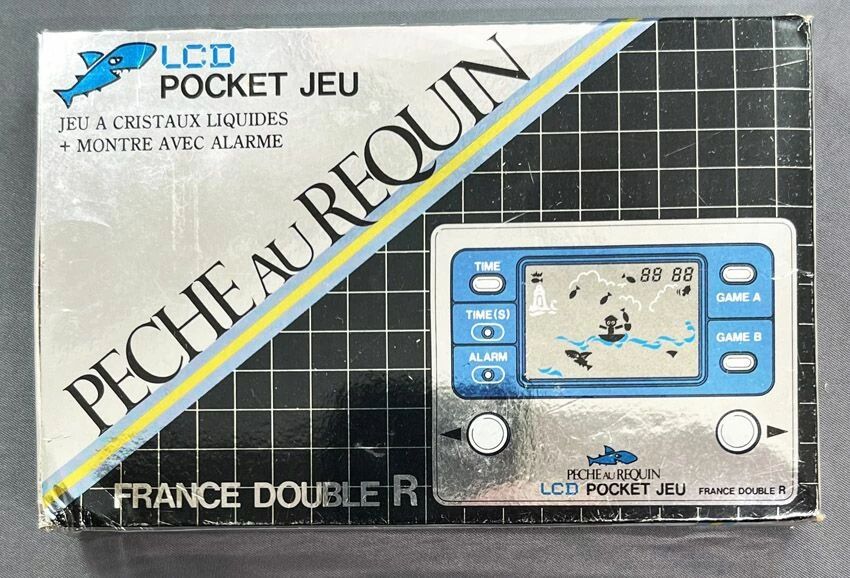 LCD
POCKET JEU
JEU A CRISTAUX LIQUIDES
+ MONTRE AVEC ALARME
PECHE AU REQUIN
TIME
88 88
GAME A
TIME(S)
GAME B
ALARM
PECHE AU REQUIN
LCD POCKET JEU FRANCE DOUBLE R
FRANCE DOUBLE R